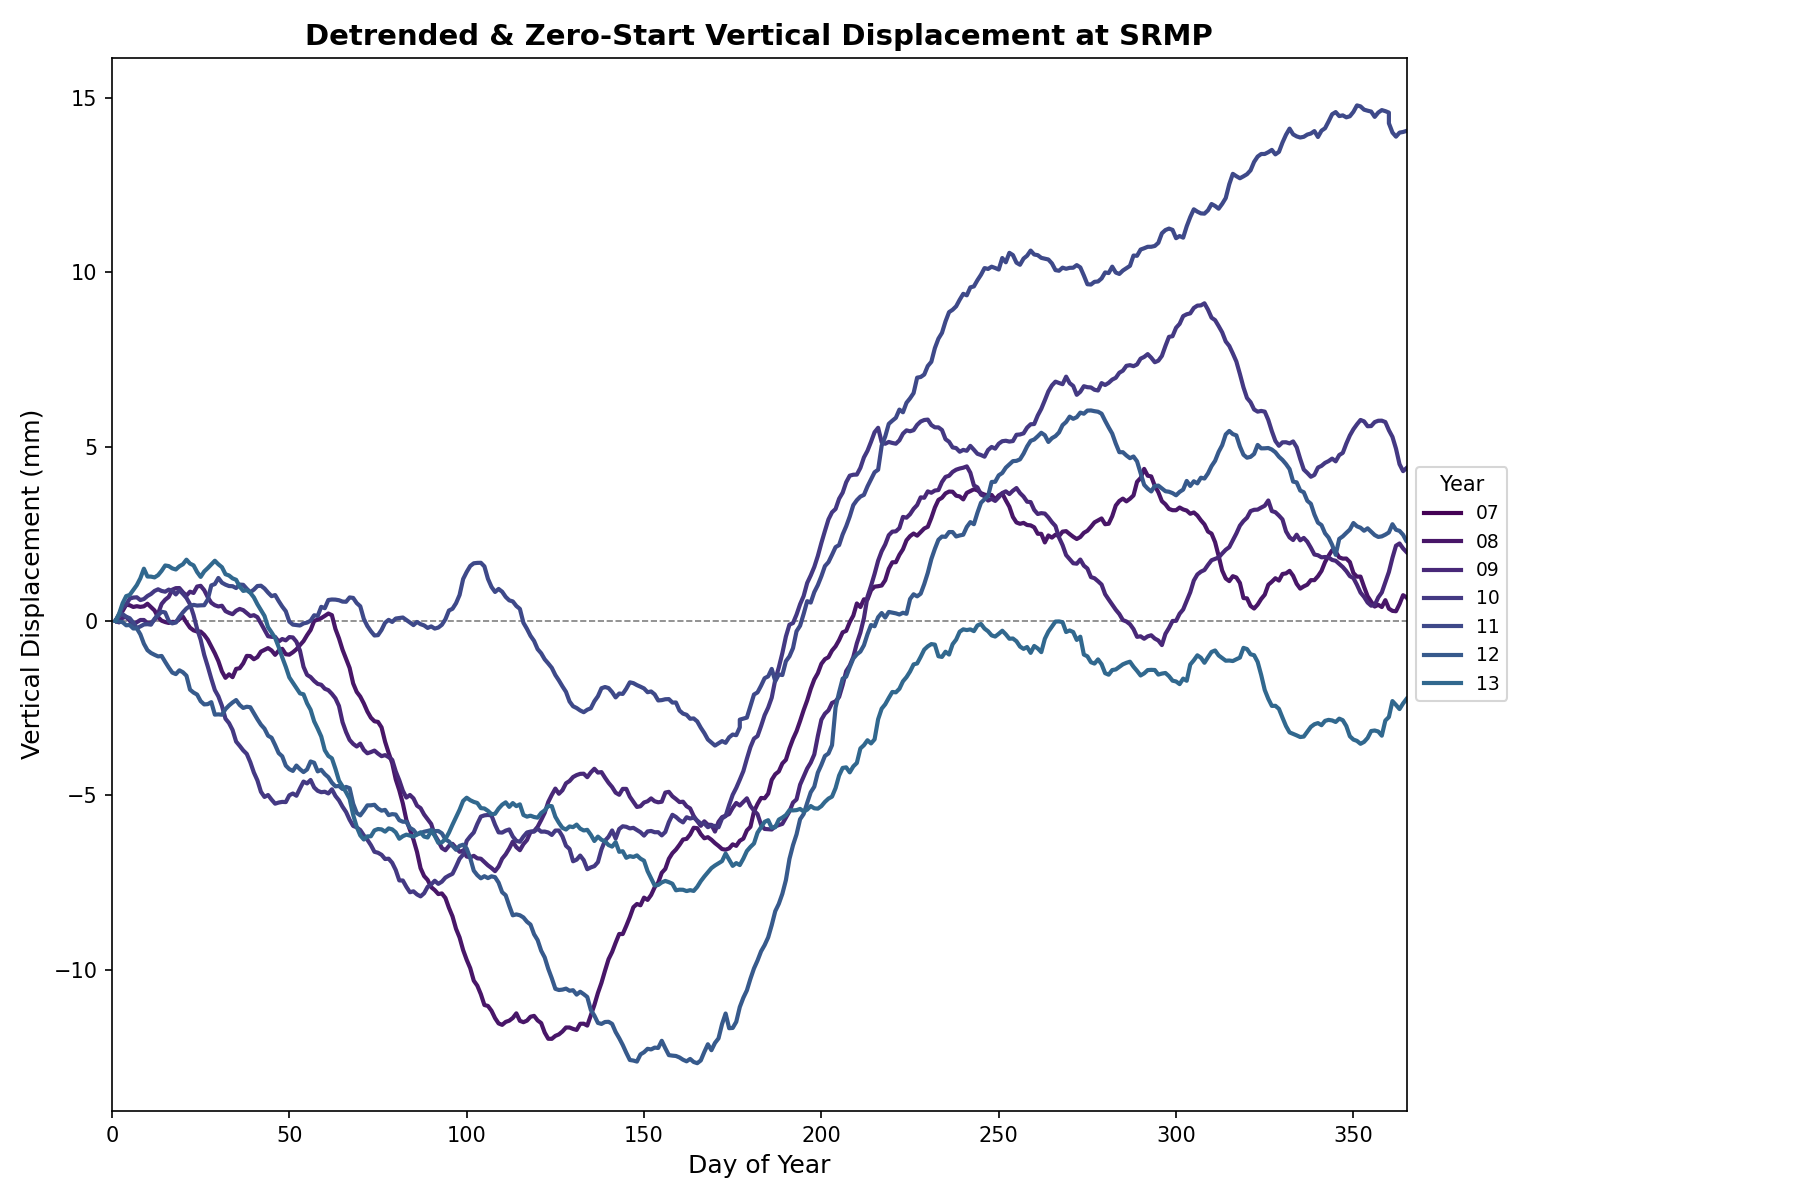 Detrended & Zero-Start Vertical Displacement at SRMP
Vertical Displacement (mm)
15
10
5
0
−5
−10
0 50 100 150 200 250 300 350
Day of Year
Year
07
08
09
10
11
12
13